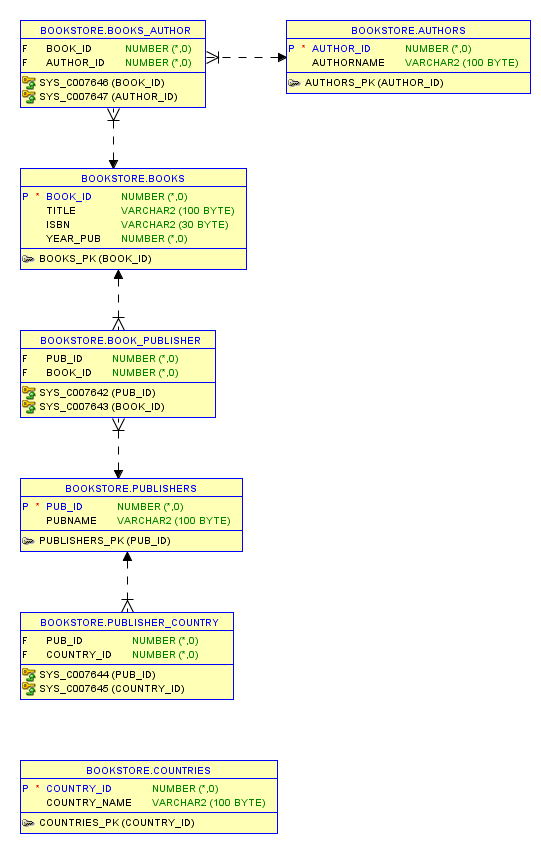 BOOKSTORE.BOOKS_AUTHOR
F BOOK_ID NUMBER (*,0)
F AUTHOR_ID NUMBER (*,0)
SYS_C007646 (BOOK_ID)
SYS_C007647 (AUTHOR_ID)
BOOKSTORE.AUTHORS
P * AUTHOR_ID NUMBER (*,0)
AUTHORNAME VARCHAR2 (100 BYTE)
AUTHORS_PK (AUTHOR_ID)
BOOKSTORE.BOOKS
P * BOOK_ID NUMBER (*,0)
TITLE VARCHAR2 (100 BYTE)
ISBN VARCHAR2 (30 BYTE)
YEAR_PUB NUMBER (*,0)
BOOKS_PK (BOOK_ID)
BOOKSTORE.BOOK_PUBLISHER
F PUB_ID NUMBER (*,0)
F BOOK_ID NUMBER (*,0)
SYS_C007642 (PUB_ID)
SYS_C007643 (BOOK_ID)
BOOKSTORE.PUBLISHERS
P * PUB_ID NUMBER (*,0)
PUBNAME VARCHAR2 (100 BYTE)
PUBLISHERS_PK (PUB_ID)
BOOKSTORE.PUBLISHER_COUNTRY
F PUB_ID NUMBER (*,0)
F COUNTRY_ID NUMBER (*,0)
SYS_C007644 (PUB_ID)
SYS_C007645 (COUNTRY_ID)
BOOKSTORE.COUNTRIES
P * COUNTRY_ID NUMBER (*,0)
COUNTRY_NAME VARCHAR2 (100 BYTE)
COUNTRIES_PK (COUNTRY_ID)